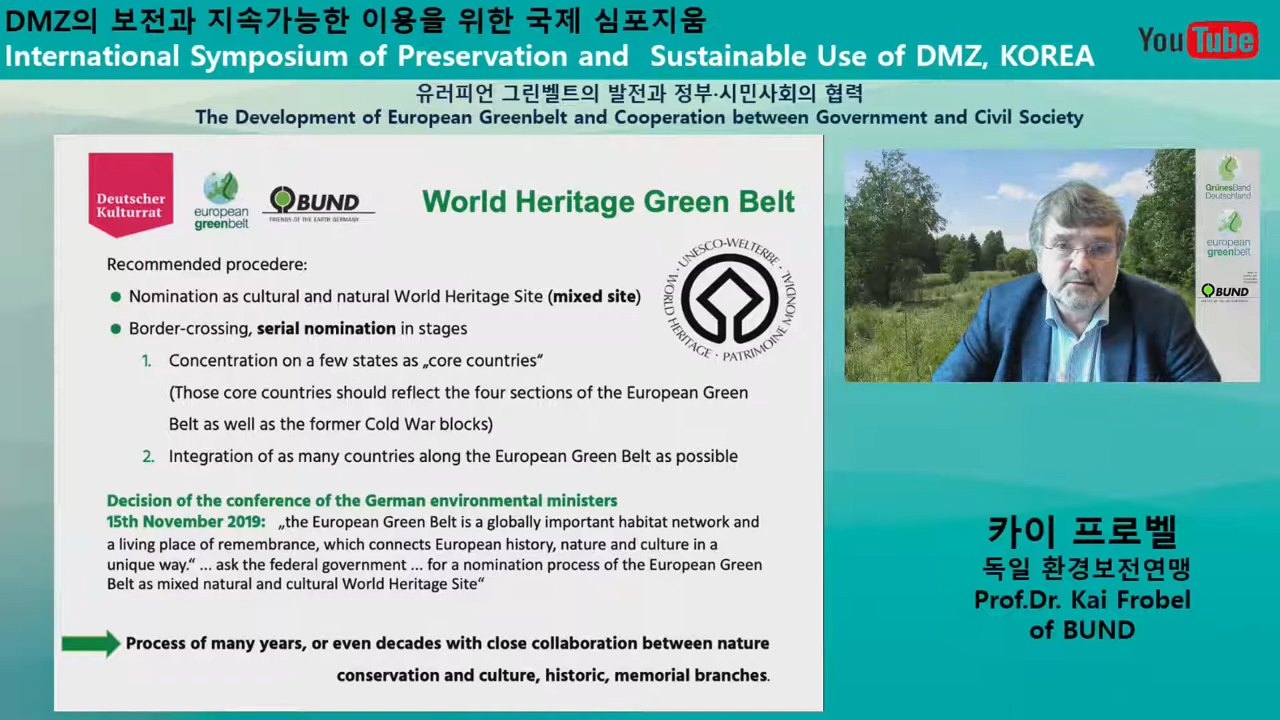 DMZ의 보전과 지속가능한 이용을 위한 국제 심포지움
International Symposium of Preservation and Sustainable Use of DMZ, KOREA
YouTube
유러피언 그린벨트의 발전과 정부·시민사회의 협력
The Development of European Greenbelt and Cooperation between Government and Civil Society
Deutscher
Kulturrat
european
greenbelt
BUND
FRIENDS OF THE EARTH GERMANY
World Heritage Green Belt
UNESCO-WELTERBE · WORLD HERITAGE · PATRIMOINE MONDIAL ·
Recommended procedere:
Nomination as cultural and natural World Heritage Site (mixed site)
Border-crossing, serial nomination in stages
1. Concentration on a few states as „core countries“
(Those core countries should reflect the four sections of the European Green
Belt as well as the former Cold War blocks)
2. Integration of as many countries along the European Green Belt as possible
Decision of the conference of the German environmental ministers
15th November 2019: „the European Green Belt is a globally important habitat network and
a living place of remembrance, which connects European history, nature and culture in a
unique way.“ ... ask the federal government ... for a nomination process of the European Green
Belt as mixed natural and cultural World Heritage Site“
Process of many years, or even decades with close collaboration between nature
conservation and culture, historic, memorial branches.
GrünesBand
Deutschland
european
greenbelt
BUND
카이 프로벨
독일 환경보전연맹
Prof.Dr. Kai Frobel
of BUND